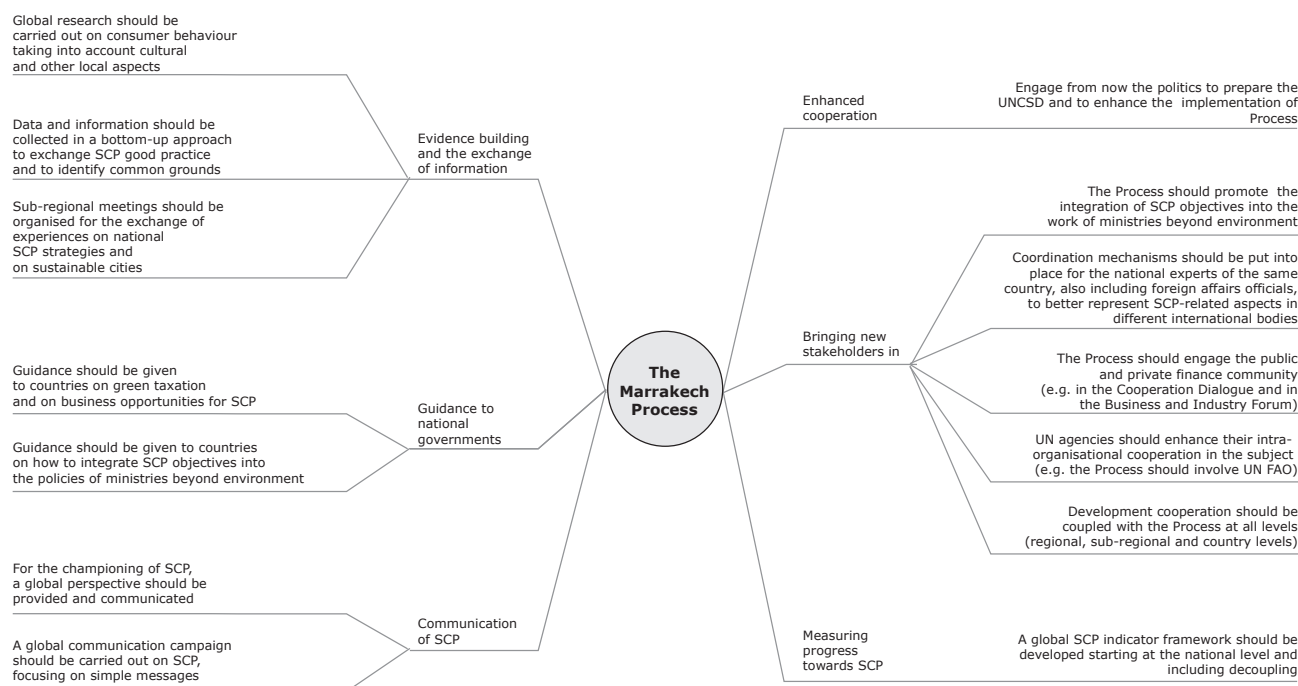 Global research should be
carried out on consumer behaviour
taking into account cultural
and other local aspects
Data and information should be
collected in a bottom-up approach
to exchange SCP good practice
and to identify common grounds
Sub-regional meetings should be
organised for the exchange of
experiences on national
SCP strategies and
on sustainable cities
Evidence building
and the exchange
of information
Guidance should be given
to countries on green taxation
and on business opportunities for SCP
Guidance should be given to countries
on how to integrate SCP objectives into
the policies of ministries beyond environment
Guidance to
national
governments
For the championing of SCP,
a global perspective should be
provided and communicated
A global communication campaign
should be carried out on SCP,
focusing on simple messages
Communication
of SCP
The
Marrakech
Process
Enhanced
cooperation
Engage from now the politics to prepare the
UNCSD and to enhance the implementation of
Process
Bringing new
stakeholders in
The Process should promote the
integration of SCP objectives into the
work of ministries beyond environment
Coordination mechanisms should be put into
place for the national experts of the same
country, also including foreign affairs officials,
to better represent SCP-related aspects in
different international bodies
The Process should engage the public
and private finance community
(e.g. in the Cooperation Dialogue and in
the Business and Industry Forum)
UN agencies should enhance their intra-
organisational cooperation in the subject
(e.g. the Process should involve UN FAO)
Development cooperation should be
coupled with the Process at all levels
(regional, sub-regional and country levels)
Measuring
progress
towards SCP
A global SCP indicator framework should be
developed starting at the national level and
including decoupling